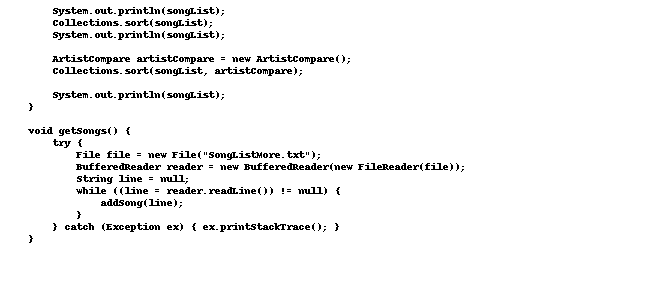 System.out.println(songList);
Collections.sort(songList);
System.out.println(songList);
ArtistCompare artistCompare = new ArtistCompare();
Collections.sort(songList, artistCompare);
System.out.println(songList);
}
void getSongs() {
try {
File file = new File("SongListMore.txt");
BufferedReader reader = new BufferedReader(new FileReader(file));
String line = null;
while ((line = reader.readLine()) != null) {
addSong(line);
}
} catch (Exception ex) { ex.printStackTrace(); }
}